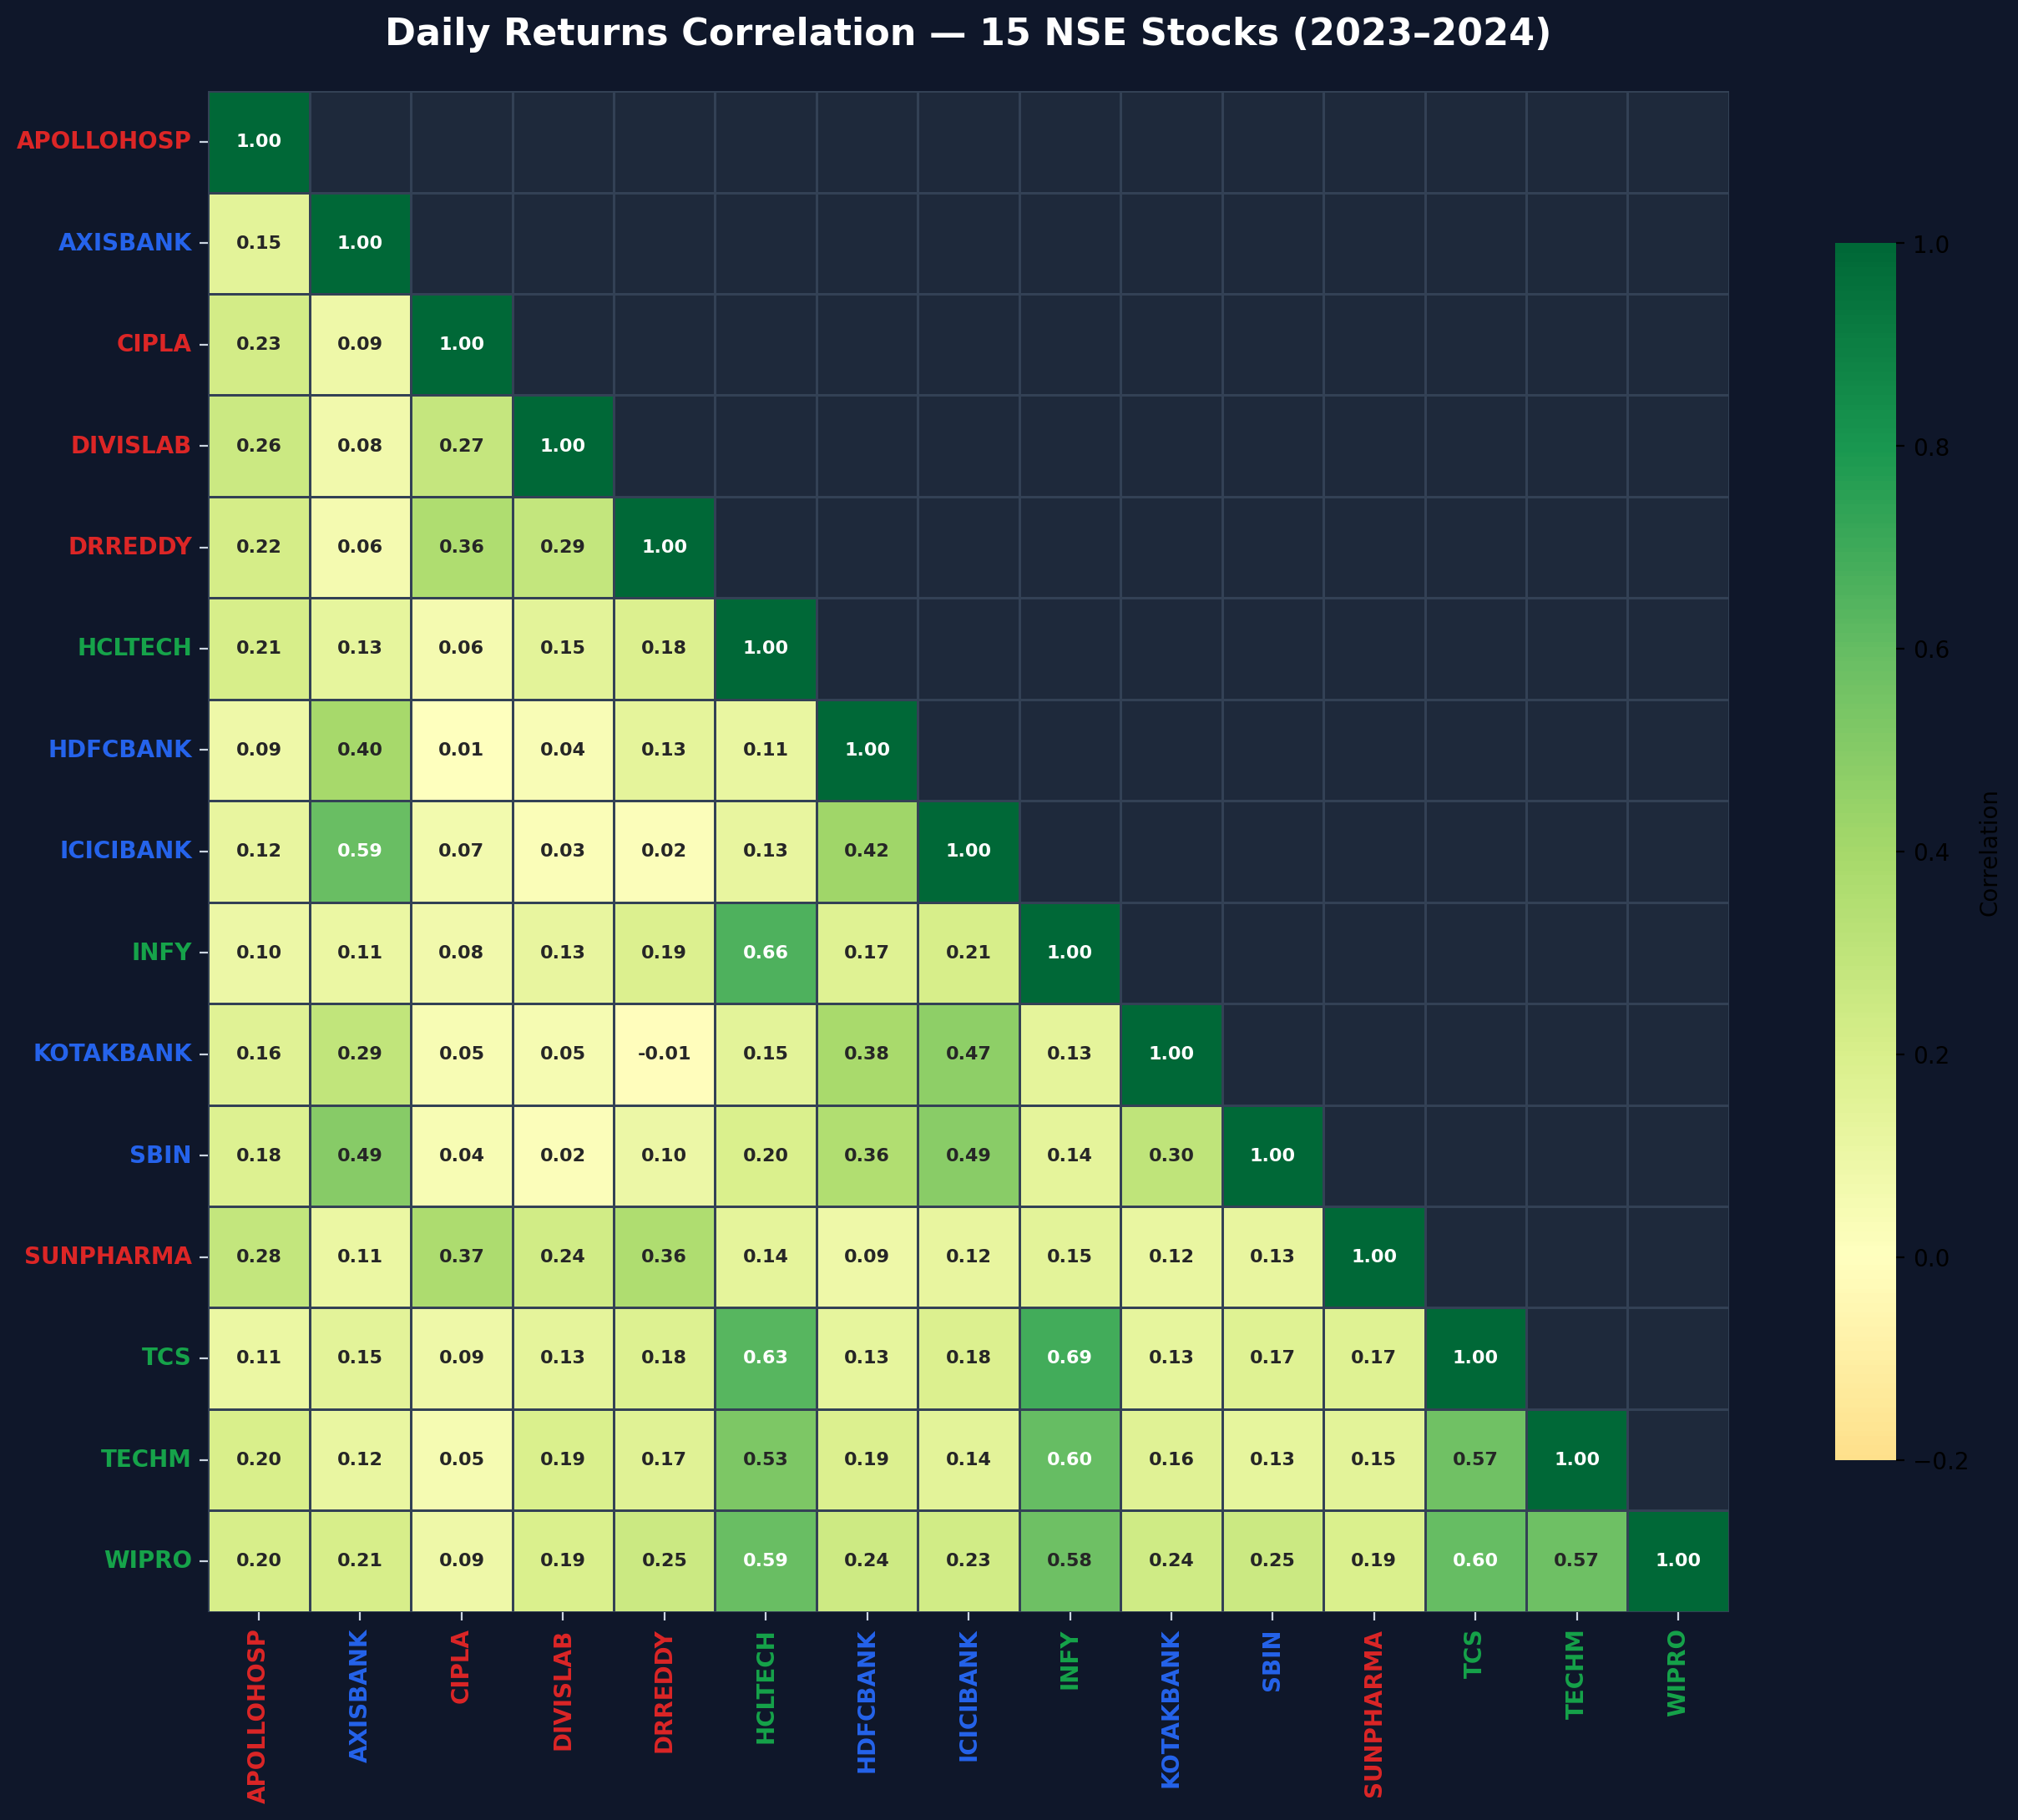 Daily Returns Correlation — 15 NSE Stocks (2023–2024)
APOLLOHOSP 1.00
AXISBANK 0.15 1.00
CIPLA 0.23 0.09 1.00
DIVISLAB 0.26 0.08 0.27 1.00
DRREDDY 0.22 0.06 0.36 0.29 1.00
HCLTECH 0.21 0.13 0.06 0.15 0.18 1.00
HDFCBANK 0.09 0.40 0.01 0.04 0.13 0.11 1.00
ICICIBANK 0.12 0.59 0.07 0.03 0.02 0.13 0.42 1.00
INFY 0.10 0.11 0.08 0.13 0.19 0.66 0.17 0.21 1.00
KOTAKBANK 0.16 0.29 0.05 0.05 -0.01 0.15 0.38 0.47 0.13 1.00
SBIN 0.18 0.49 0.04 0.02 0.10 0.20 0.36 0.49 0.14 0.30 1.00
SUNPHARMA 0.28 0.11 0.37 0.24 0.36 0.14 0.09 0.12 0.15 0.12 0.13 1.00
TCS 0.11 0.15 0.09 0.13 0.18 0.63 0.13 0.18 0.69 0.13 0.17 0.17 1.00
TECHM 0.20 0.12 0.05 0.19 0.17 0.53 0.19 0.14 0.60 0.16 0.13 0.15 0.57 1.00
WIPRO 0.20 0.21 0.09 0.19 0.25 0.59 0.24 0.23 0.58 0.24 0.25 0.19 0.60 0.57 1.00
APOLLOHOSP AXISBANK CIPLA DIVISLAB DRREDDY HCLTECH HDFCBANK ICICIBANK INFY KOTAKBANK SBIN SUNPHARMA TCS TECHM WIPRO
1.0
0.8
0.6
0.4
0.2
0.0
−0.2
Correlation